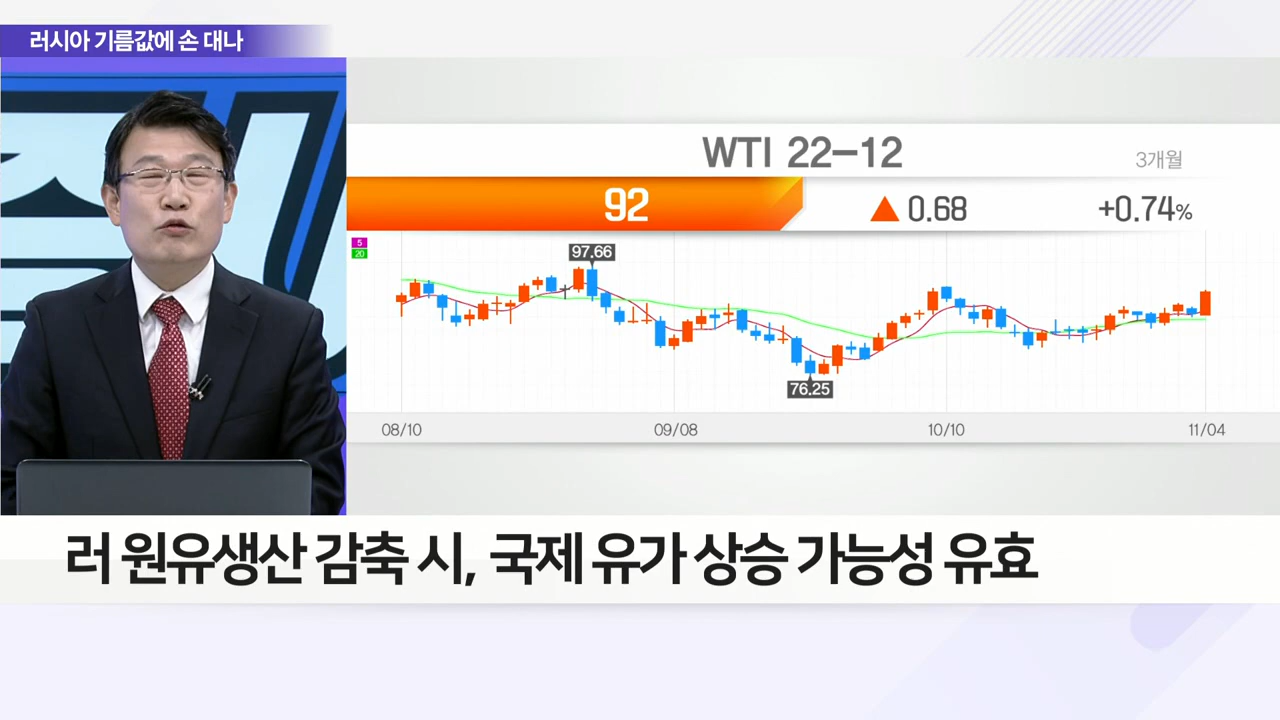 러시아 기름값에 손 대나
WTI 22-12
3개월
92
▲ 0.68
+0.74%
5
20
97.66
76.25
08/10
09/08
10/10
11/04
러 원유생산 감축 시, 국제 유가 상승 가능성 유효